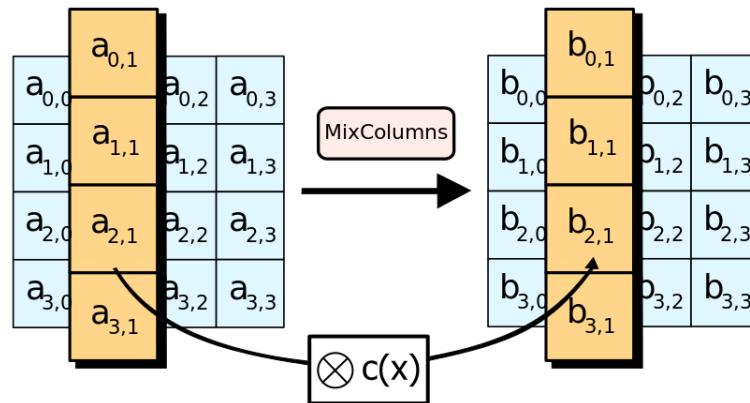 a0,0 a0,1 a0,2 a0,3
a1,0 a1,1 a1,2 a1,3
a2,0 a2,1 a2,2 a2,3
a3,0 a3,1 a3,2 a3,3
MixColumns
b0,0 b0,1 b0,2 b0,3
b1,0 b1,1 b1,2 b1,3
b2,0 b2,1 b2,2 b2,3
b3,0 b3,1 b3,2 b3,3
⊗ c(x)